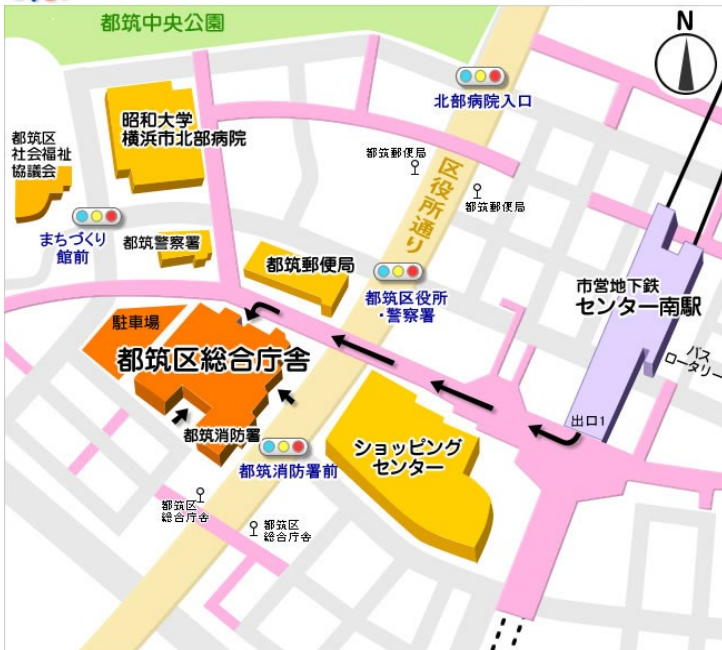 都筑中央公園
N
北部病院入口
昭和大学
横浜市北部病院
都筑区
社会福祉
協議会
都筑郵便局
都筑郵便局
区役所通り
まちづくり
館前
都筑警察署
都筑郵便局
都筑区役所
・警察署
市営地下鉄
センター南駅
バス
ロータリー
駐車場
都筑区総合庁舎
出口1
都筑消防署
ショッピング
センター
都筑消防署前
都筑区
総合庁舎
都筑区
総合庁舎